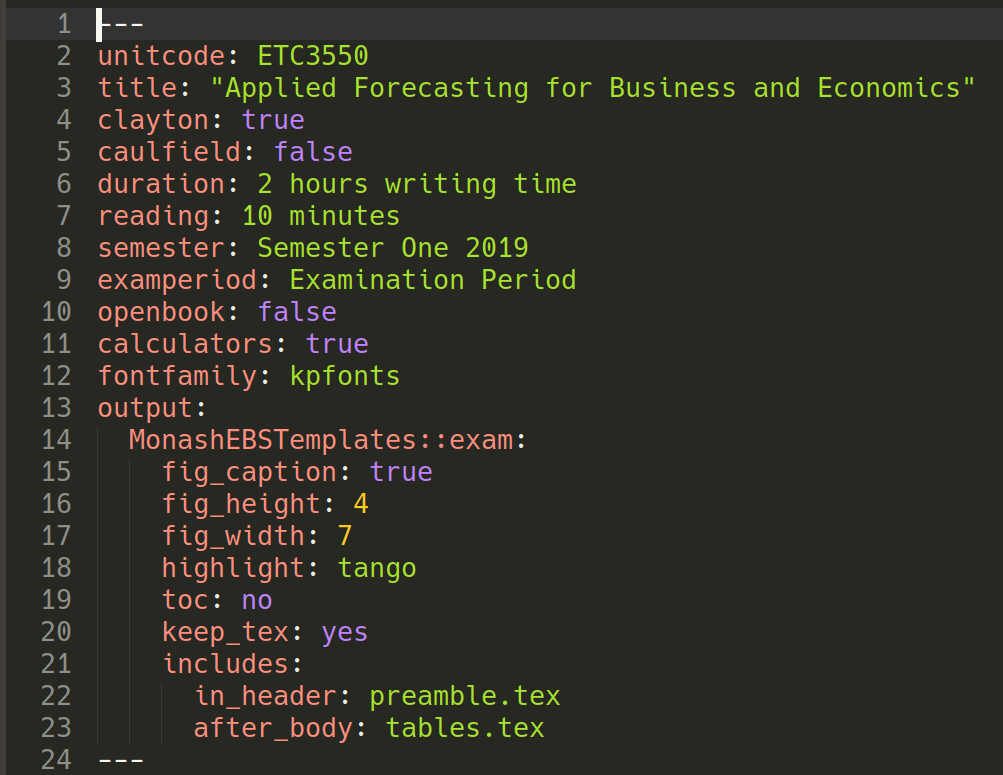 1 ---
2 unitcode: ETC3550
3 title: "Applied Forecasting for Business and Economics"
4 clayton: true
5 caulfield: false
6 duration: 2 hours writing time
7 reading: 10 minutes
8 semester: Semester One 2019
9 examperiod: Examination Period
10 openbook: false
11 calculators: true
12 fontfamily: kpfonts
13 output:
14   MonashEBSTemplates::exam:
15     fig_caption: true
16     fig_height: 4
17     fig_width: 7
18     highlight: tango
19     toc: no
20     keep_tex: yes
21     includes:
22       in_header: preamble.tex
23       after_body: tables.tex
24 ---